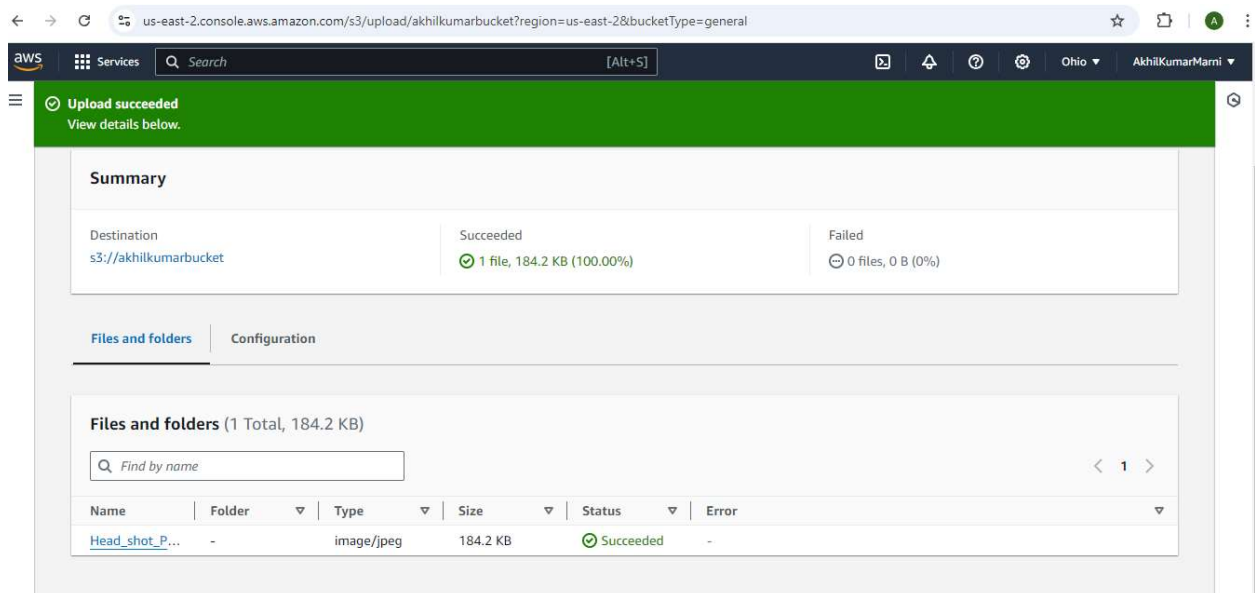 us-east-2.console.aws.amazon.com/s3/upload/akhilkumarbucket?region=us-east-2&bucketType=general
A
aws Services Search [Alt+S] Ohio AkhilKumarMarni
Upload succeeded
View details below.
Summary
Destination Succeeded Failed
s3://akhilkumarbucket 1 file, 184.2 KB (100.00%) 0 files, 0 B (0%)
Files and folders Configuration
Files and folders (1 Total, 184.2 KB)
Find by name 1
Name Folder Type Size Status Error
Head_shot_P... - image/jpeg 184.2 KB Succeeded -